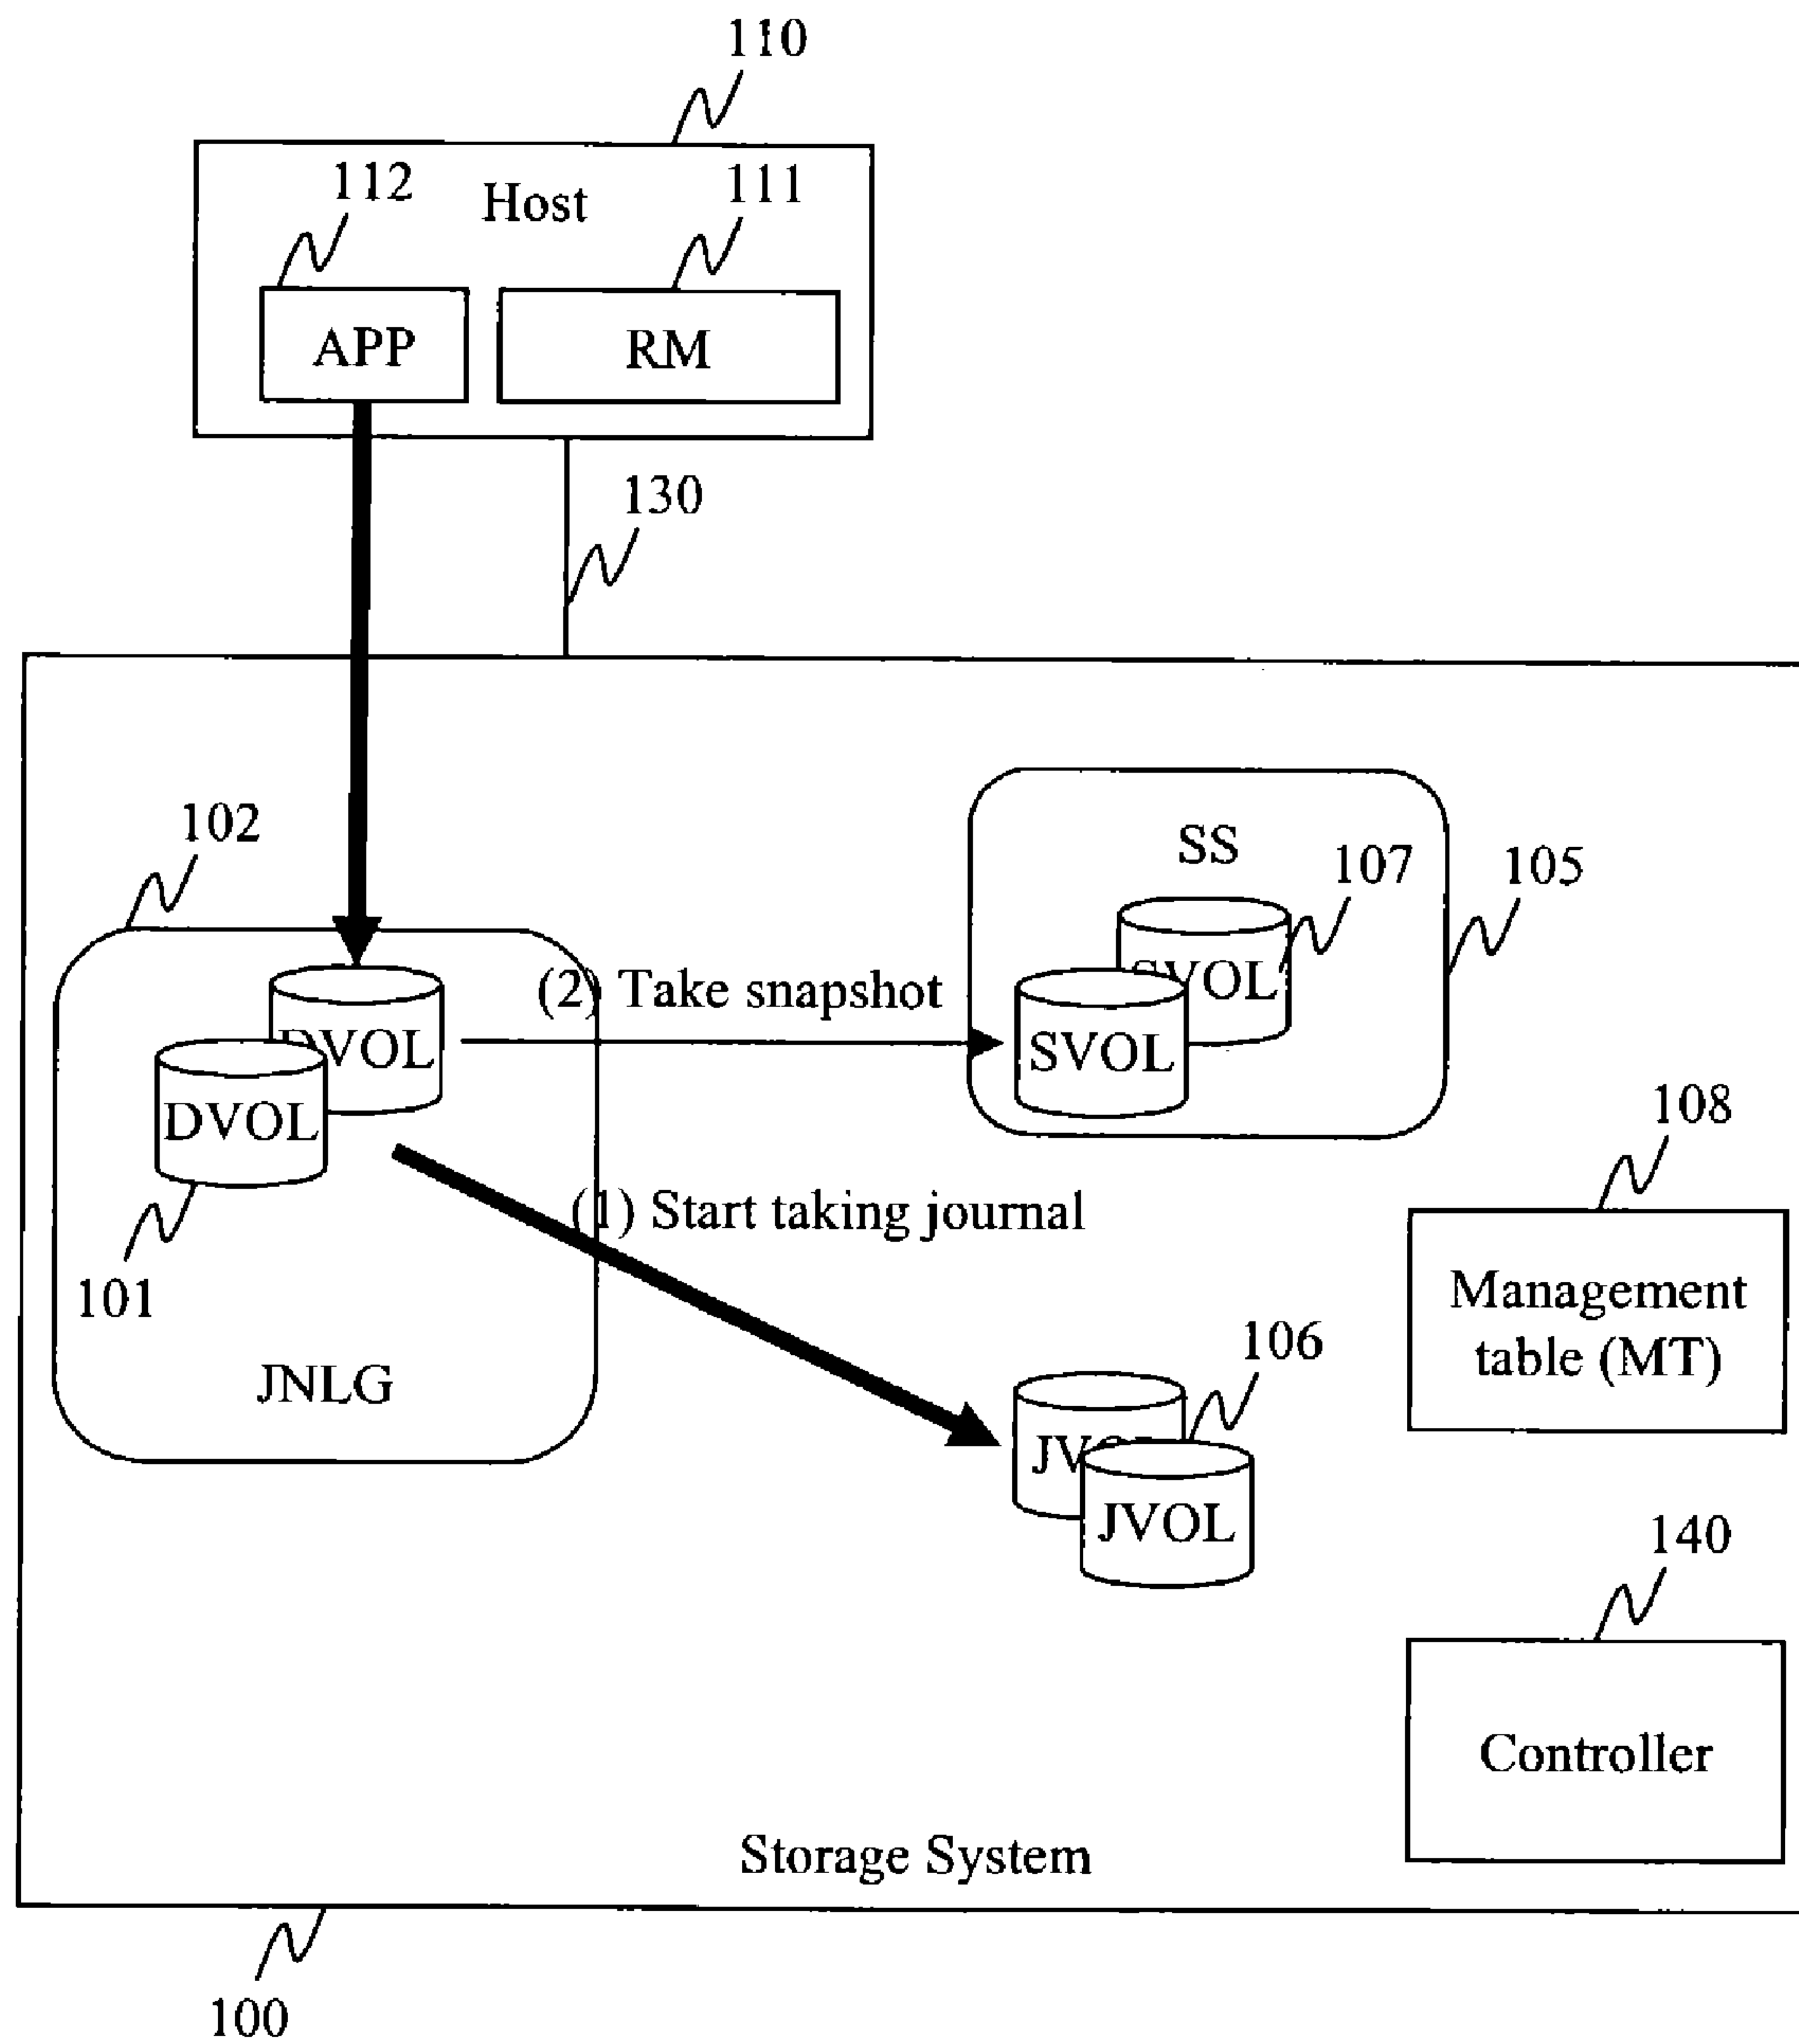 110
112
Host
111
APP
RM
130
102
SS
107
105
DVOL
(2) Take snapshot
SVOL
DVOL
SVOL
108
101
(1) Start taking journal
Management
table (MT)
JNLG
106
JVOL
JVOL
140
Controller
Storage System
100